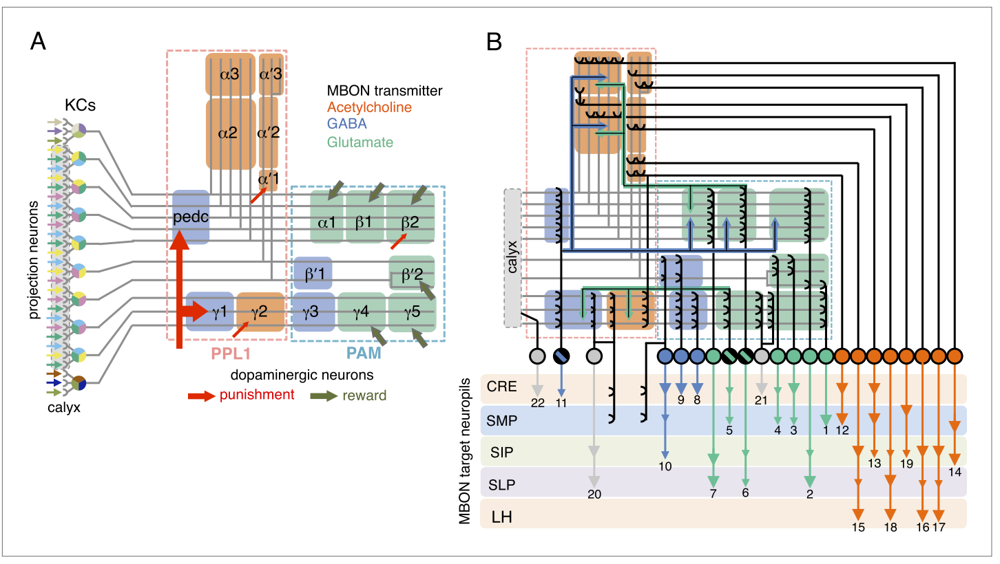 A
KCs
projection neurons
calyx
α3
α′3
α2
α′2
α′1
pedc
α1
β1
β2
β′1
β′2
γ1
γ2
γ3
γ4
γ5
MBON transmitter
Acetylcholine
GABA
Glutamate
PPL1
PAM
dopaminergic neurons
punishment
reward
B
calyx
MBON target neuropils
CRE
SMP
SIP
SLP
LH
22
11
9
8
21
5
4
3
1
12
10
13
19
14
20
7
6
2
15
18
16
17